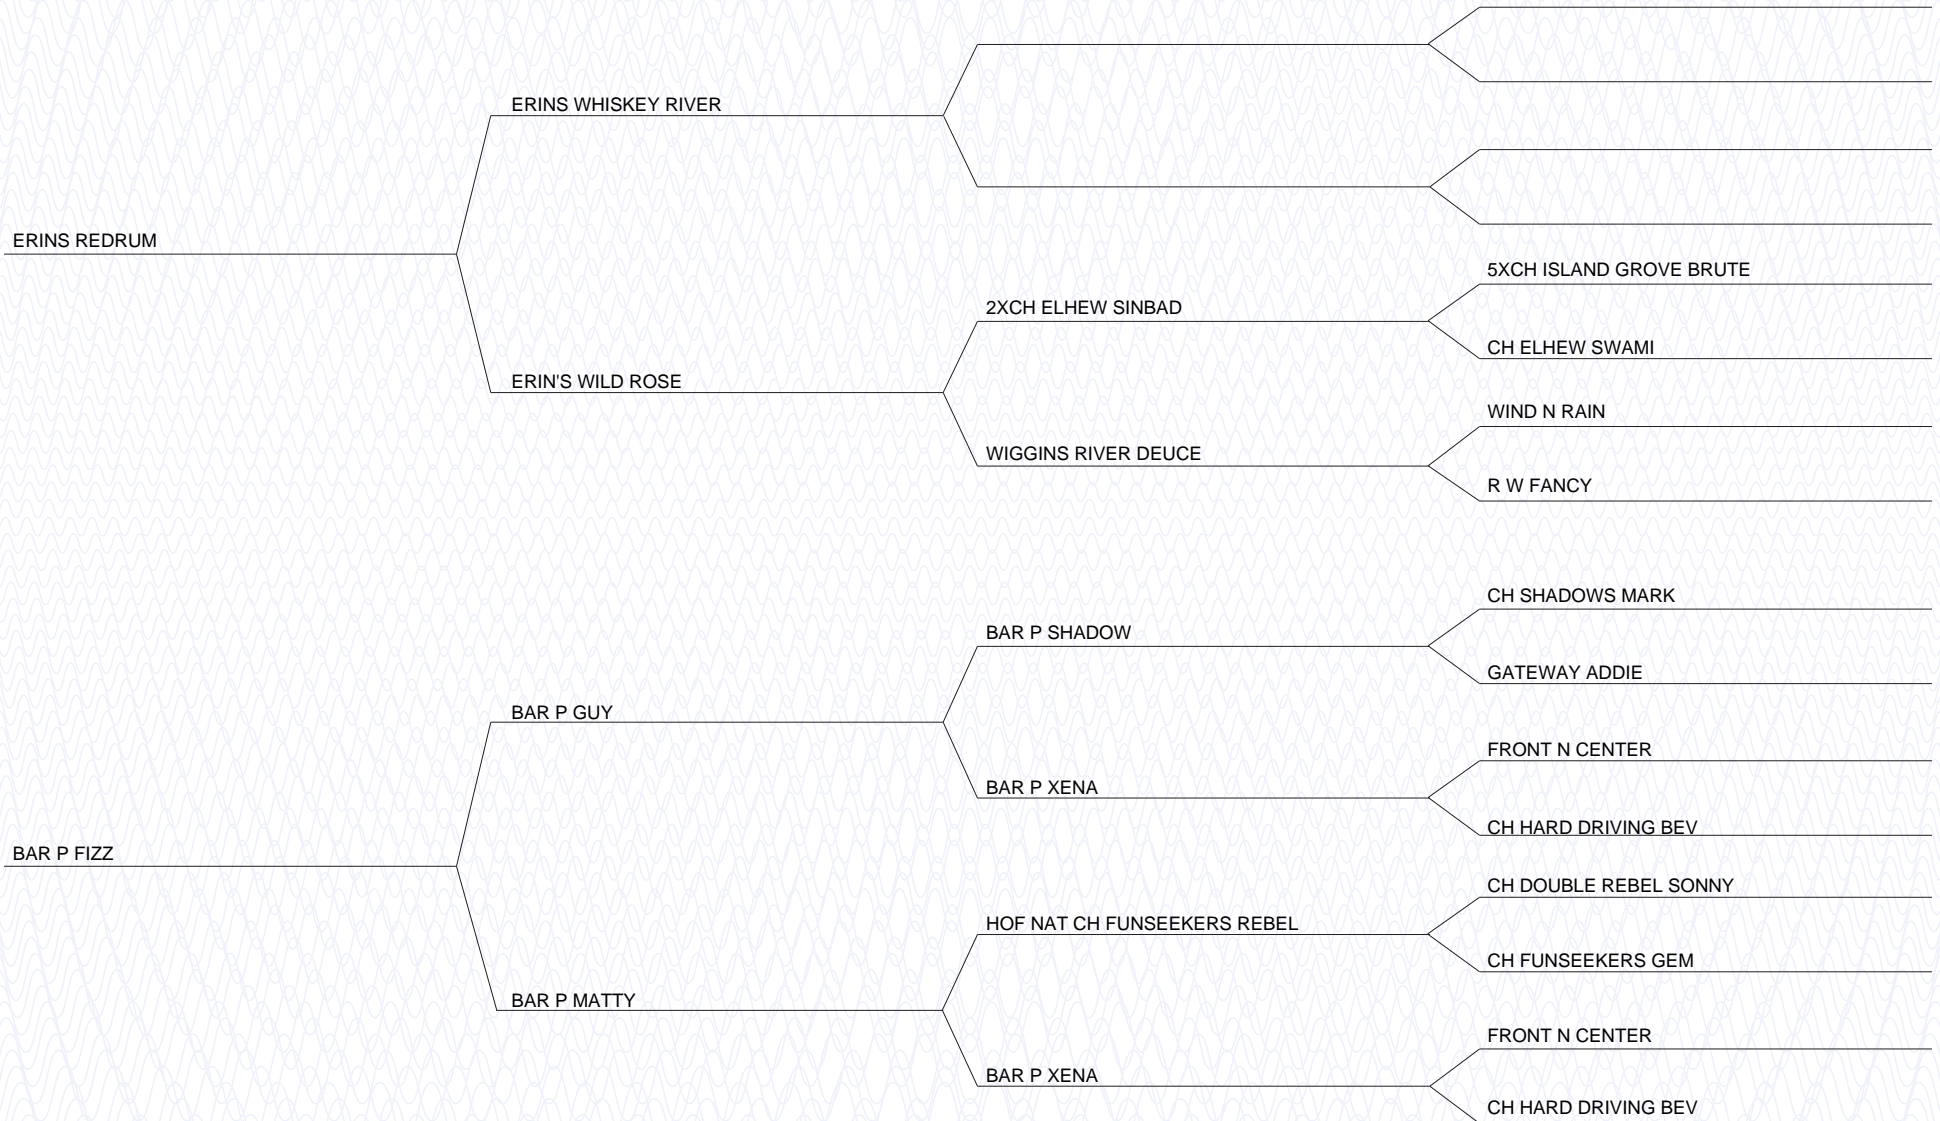 ERINS WHISKEY RIVER
ERINS REDRUM
5XCH ISLAND GROVE BRUTE
2XCH ELHEW SINBAD
CH ELHEW SWAMI
ERIN'S WILD ROSE
WIND N RAIN
WIGGINS RIVER DEUCE
R W FANCY
CH SHADOWS MARK
BAR P SHADOW
GATEWAY ADDIE
BAR P GUY
FRONT N CENTER
BAR P XENA
CH HARD DRIVING BEV
BAR P FIZZ
CH DOUBLE REBEL SONNY
HOF NAT CH FUNSEEKERS REBEL
CH FUNSEEKERS GEM
BAR P MATTY
FRONT N CENTER
BAR P XENA
CH HARD DRIVING BEV